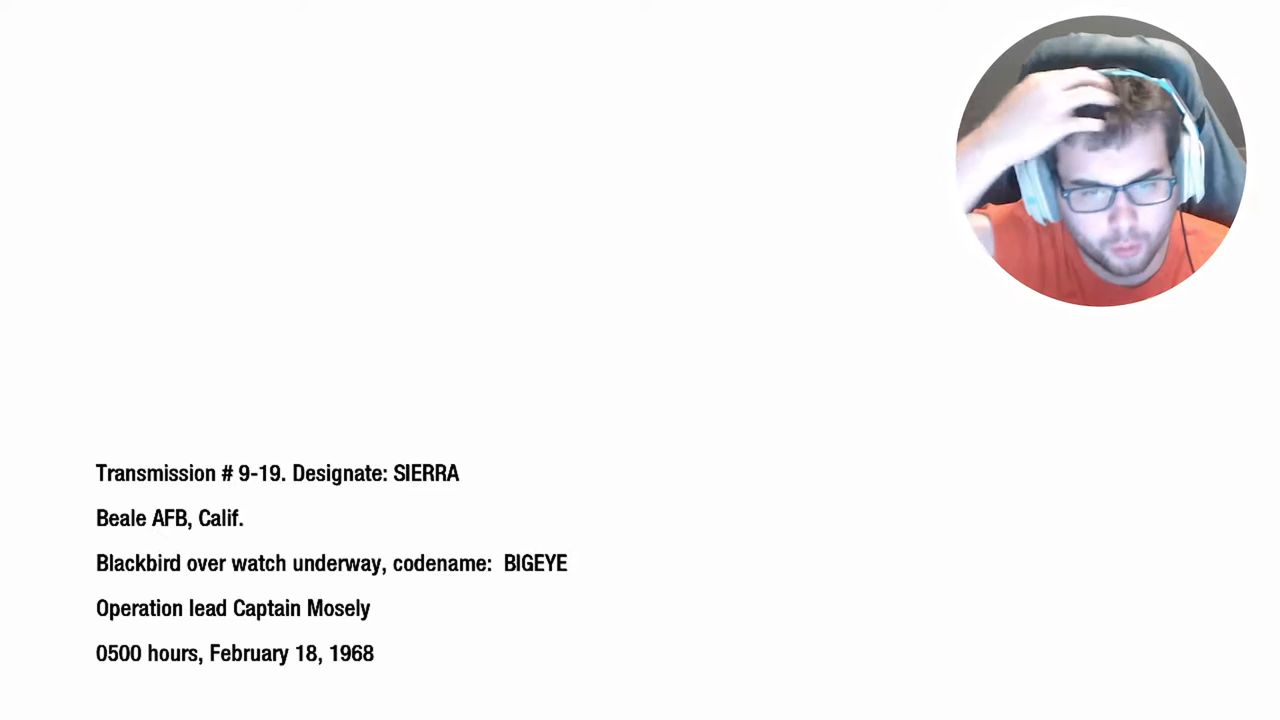 Transmission # 9-19. Designate: SIERRA
Beale AFB, Calif.
Blackbird over watch underway, codename:  BIGEYE
Operation lead Captain Mosely
0500 hours, February 18, 1968